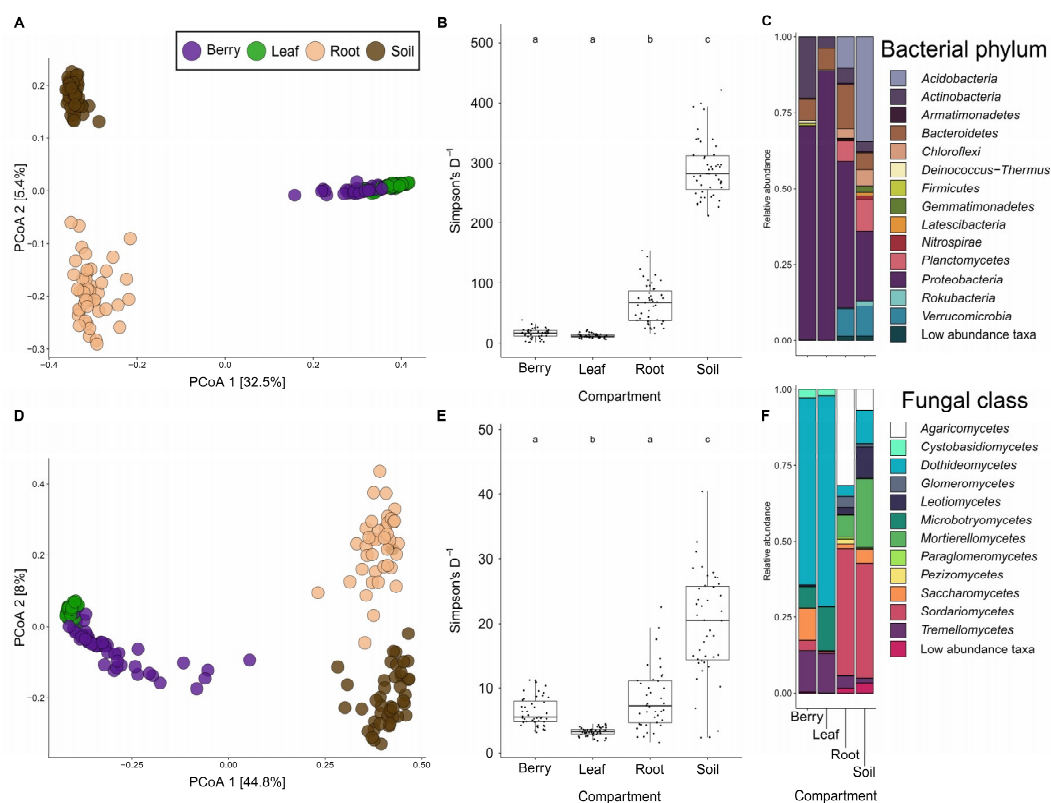 A
Berry Leaf Root Soil
0.2
0.1
0.0
−0.1
−0.2
−0.3
−0.4 −0.2 0.0 0.2 0.4
PCoA 2 [5.4%]
PCoA 1 [32.5%]
B
500
400
300
200
100
0
a a b c
Simpson's D⁻¹
Berry Leaf Root Soil
Compartment
C
1.00
0.75
0.50
0.25
0.00
Relative abundance
Bacterial phylum
Acidobacteria
Actinobacteria
Armatimonadetes
Bacteroidetes
Chloroflexi
Deinococcus−Thermus
Firmicutes
Gemmatimonadetes
Latescibacteria
Nitrospirae
Planctomycetes
Proteobacteria
Rokubacteria
Verrucomicrobia
Low abundance taxa
D
0.4
0.2
0.0
−0.2
−0.25 0.00 0.25 0.50
PCoA 2 [8%]
PCoA 1 [44.8%]
E
50
40
30
20
10
0
a b a c
Simpson's D⁻¹
Berry Leaf Root Soil
Compartment
F
1.00
0.75
0.50
0.25
0.00
Relative abundance
Berry
Leaf
Root
Soil
Compartment
Fungal class
Agaricomycetes
Cystobasidiomycetes
Dothideomycetes
Glomeromycetes
Leotiomycetes
Microbotryomycetes
Mortierellomycetes
Paraglomeromycetes
Pezizomycetes
Saccharomycetes
Sordariomycetes
Tremellomycetes
Low abundance taxa